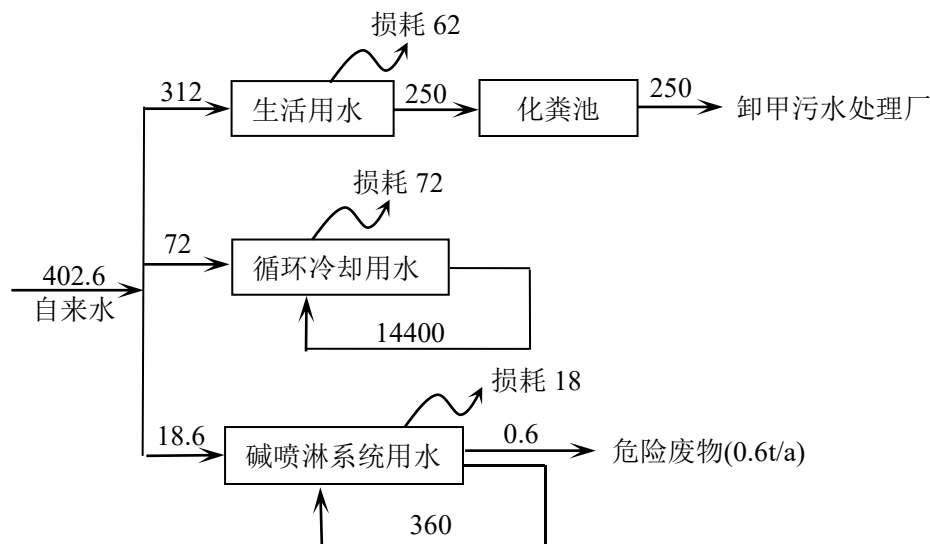 损耗 62
312
生活用水
250
化粪池
250
卸甲污水处理厂
损耗 72
72
循环冷却用水
402.6
自来水
14400
损耗 18
18.6
碱喷淋系统用水
0.6
危险废物(0.6t/a)
360